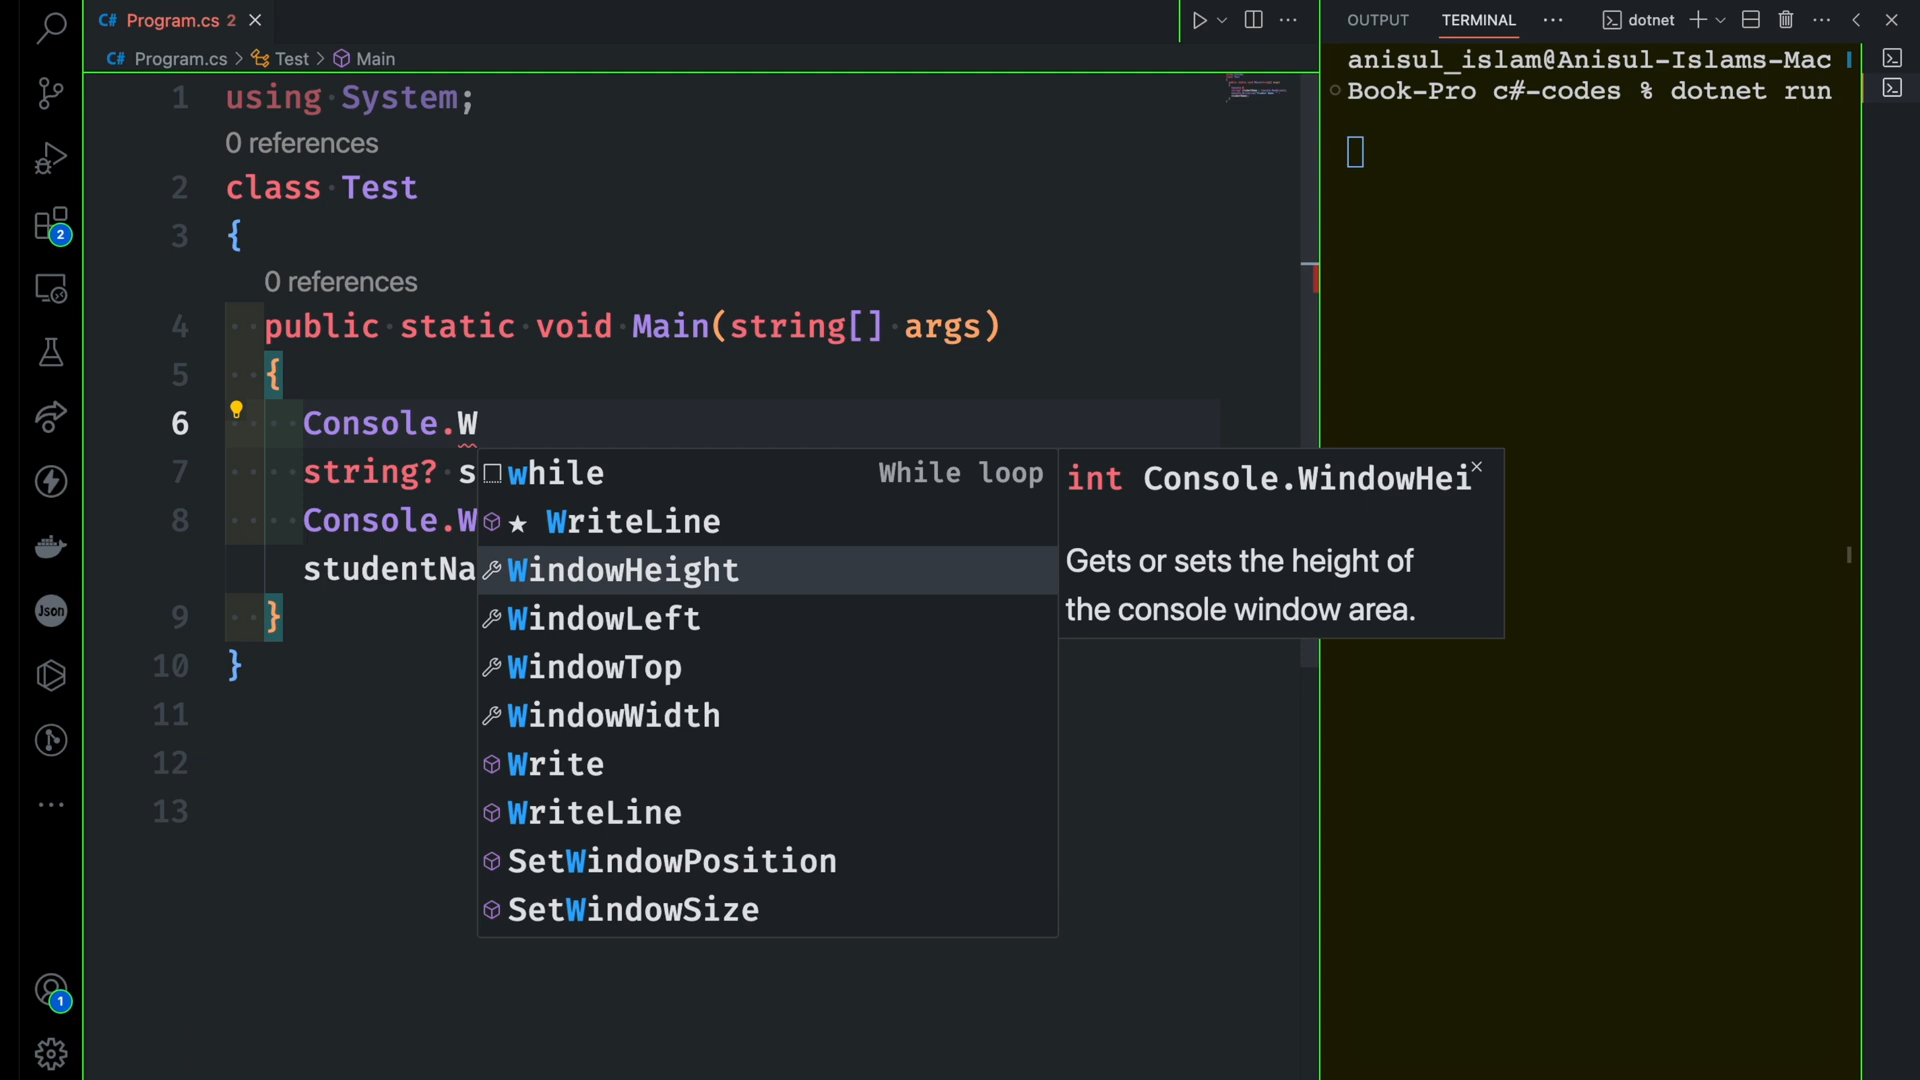 C# Program.cs 2
OUTPUT TERMINAL dotnet
C# Program.cs > Test > Main
1 using System;
0 references
2 class Test
3 {
0 references
4 public static void Main(string[] args)
5 {
6 Console.W
7 string? s
8 Console.W
studentNa
9 }
10 }
11
12
13
while While loop
★ WriteLine
WindowHeight
WindowLeft
WindowTop
WindowWidth
Write
WriteLine
SetWindowPosition
SetWindowSize
int Console.WindowHei
Gets or sets the height of
the console window area.
anisul_islam@Anisul-Islams-Mac
Book-Pro c#-codes % dotnet run
2
Json
1